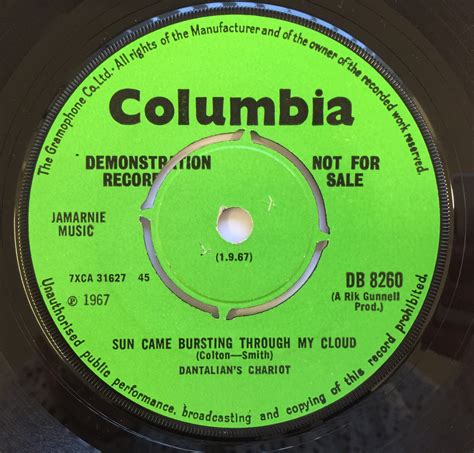 The Gramophone Co. Ltd. All rights of the Manufacturer and of the owner of the recorded work reserved.
Columbia
DEMONSTRATION RECORD
NOT FOR SALE
JAMARNIE MUSIC
(1.9.67)
7XCA 31627 45
℗ 1967
DB 8260
(A Rik Gunnell Prod.)
SUN CAME BURSTING THROUGH MY CLOUD
(Colton—Smith)
DANTALIAN'S CHARIOT
Unauthorised public performance, broadcasting and copying of this record prohibited